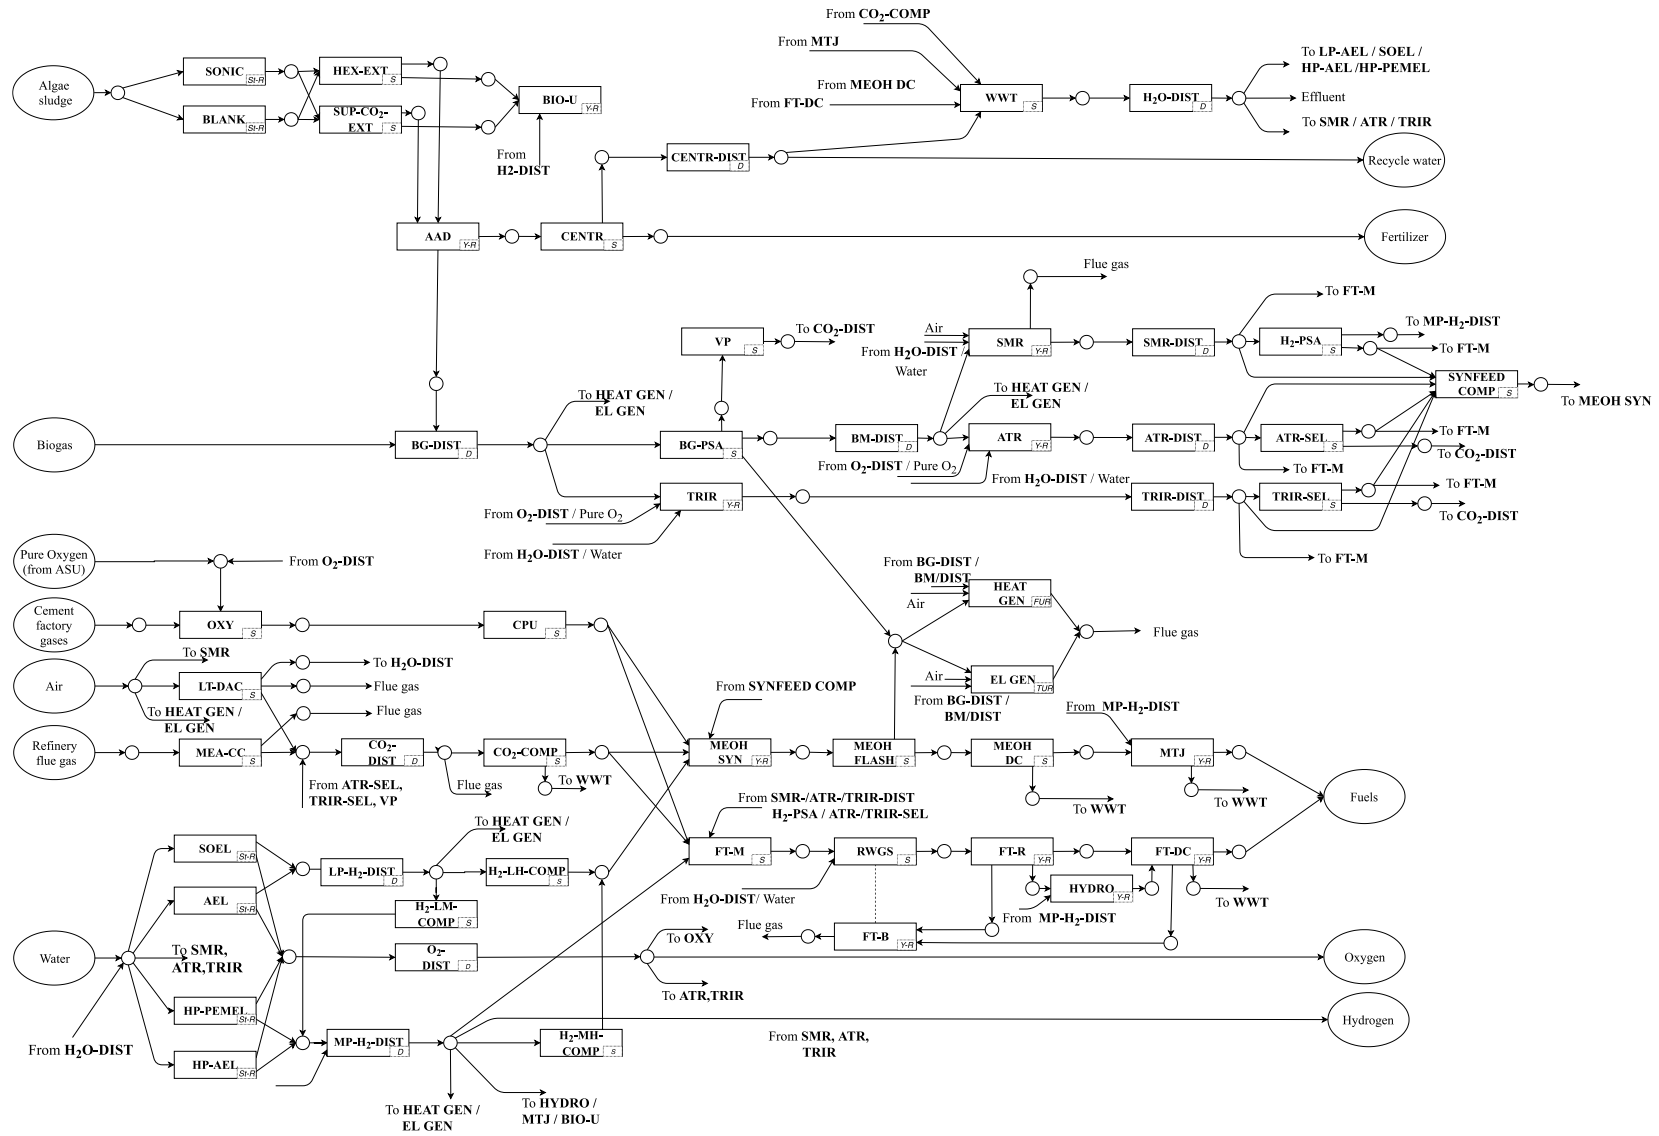 From CO₂-COMP
From MTJ
To LP-AEL / SOEL /
HP-AEL /HP-PEMEL
Algae
sludge
SONIC
St-R
HEX-EXT
S
BIO-U
Y-R
From MEOH DC
From FT-DC
WWT
S
H₂O-DIST
D
Effluent
BLANK
St-R
SUP-CO₂-
EXT
S
To SMR / ATR / TRIR
From
H2-DIST
CENTR-DIST
D
Recycle water
AAD
Y-R
CENTR
S
Fertilizer
Flue gas
To FT-M
VP
S
To CO₂-DIST
Air
From H₂O-DIST /
Water
SMR
Y-R
SMR-DIST
D
H₂-PSA
S
To MP-H₂-DIST
To FT-M
SYNFEED
COMP
S
To MEOH SYN
To HEAT GEN /
EL GEN
To HEAT GEN /
EL GEN
Biogas
BG-DIST
D
BG-PSA
S
BM-DIST
D
ATR
Y-R
ATR-DIST
D
ATR-SEL
S
To FT-M
To CO₂-DIST
From O₂-DIST / Pure O₂
To FT-M
From H₂O-DIST / Water
TRIR
Y-R
TRIR-DIST
D
TRIR-SEL
S
To FT-M
To CO₂-DIST
From O₂-DIST / Pure O₂
From H₂O-DIST / Water
To FT-M
Pure Oxygen
(from ASU)
From O₂-DIST
From BG-DIST /
BM/DIST
Air
HEAT
GEN
FUR
Cement
factory
gases
OXY
S
CPU
S
Flue gas
To SMR
Air
LT-DAC
S
To H₂O-DIST
Flue gas
To HEAT GEN /
EL GEN
Flue gas
From SYNFEED COMP
Air
EL GEN
TUR
From BG-DIST /
BM/DIST
From MP-H₂-DIST
Refinery
flue gas
MEA-CC
S
CO₂-
DIST
D
CO₂-COMP
S
MEOH
SYN
Y-R
MEOH
FLASH
S
MEOH
DC
S
MTJ
Y-R
From ATR-SEL,
TRIR-SEL, VP
Flue gas
To WWT
To WWT
To WWT
Fuels
From SMR-/ATR-/TRIR-DIST
H₂-PSA / ATR-/TRIR-SEL
To HEAT GEN /
EL GEN
SOEL
St-R
LP-H₂-DIST
D
H₂-LH-COMP
S
FT-M
S
RWGS
S
FT-R
Y-R
FT-DC
Y-R
AEL
St-R
H₂-LM-
COMP
S
From H₂O-DIST/ Water
HYDRO
Y-R
To WWT
From MP-H₂-DIST
Flue gas
FT-B
Y-R
To OXY
Water
To SMR,
ATR,TRIR
O₂-
DIST
D
Oxygen
To ATR,TRIR
HP-PEMEL
St-R
Hydrogen
From H₂O-DIST
HP-AEL
St-R
MP-H₂-DIST
D
H₂-MH-
COMP
S
From SMR, ATR,
TRIR
To HEAT GEN /
EL GEN
To HYDRO /
MTJ / BIO-U